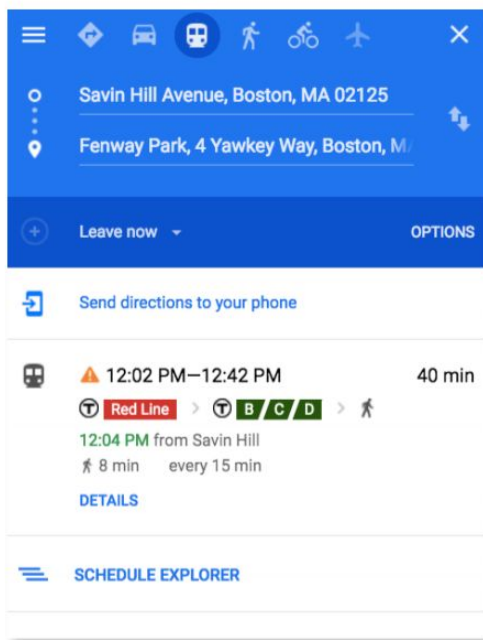 Savin Hill Avenue, Boston, MA 02125
Fenway Park, 4 Yawkey Way, Boston, M
Leave now OPTIONS
Send directions to your phone
12:02 PM—12:42 PM 40 min
T Red Line > T B/C/D >
12:04 PM from Savin Hill
8 min every 15 min
DETAILS
SCHEDULE EXPLORER